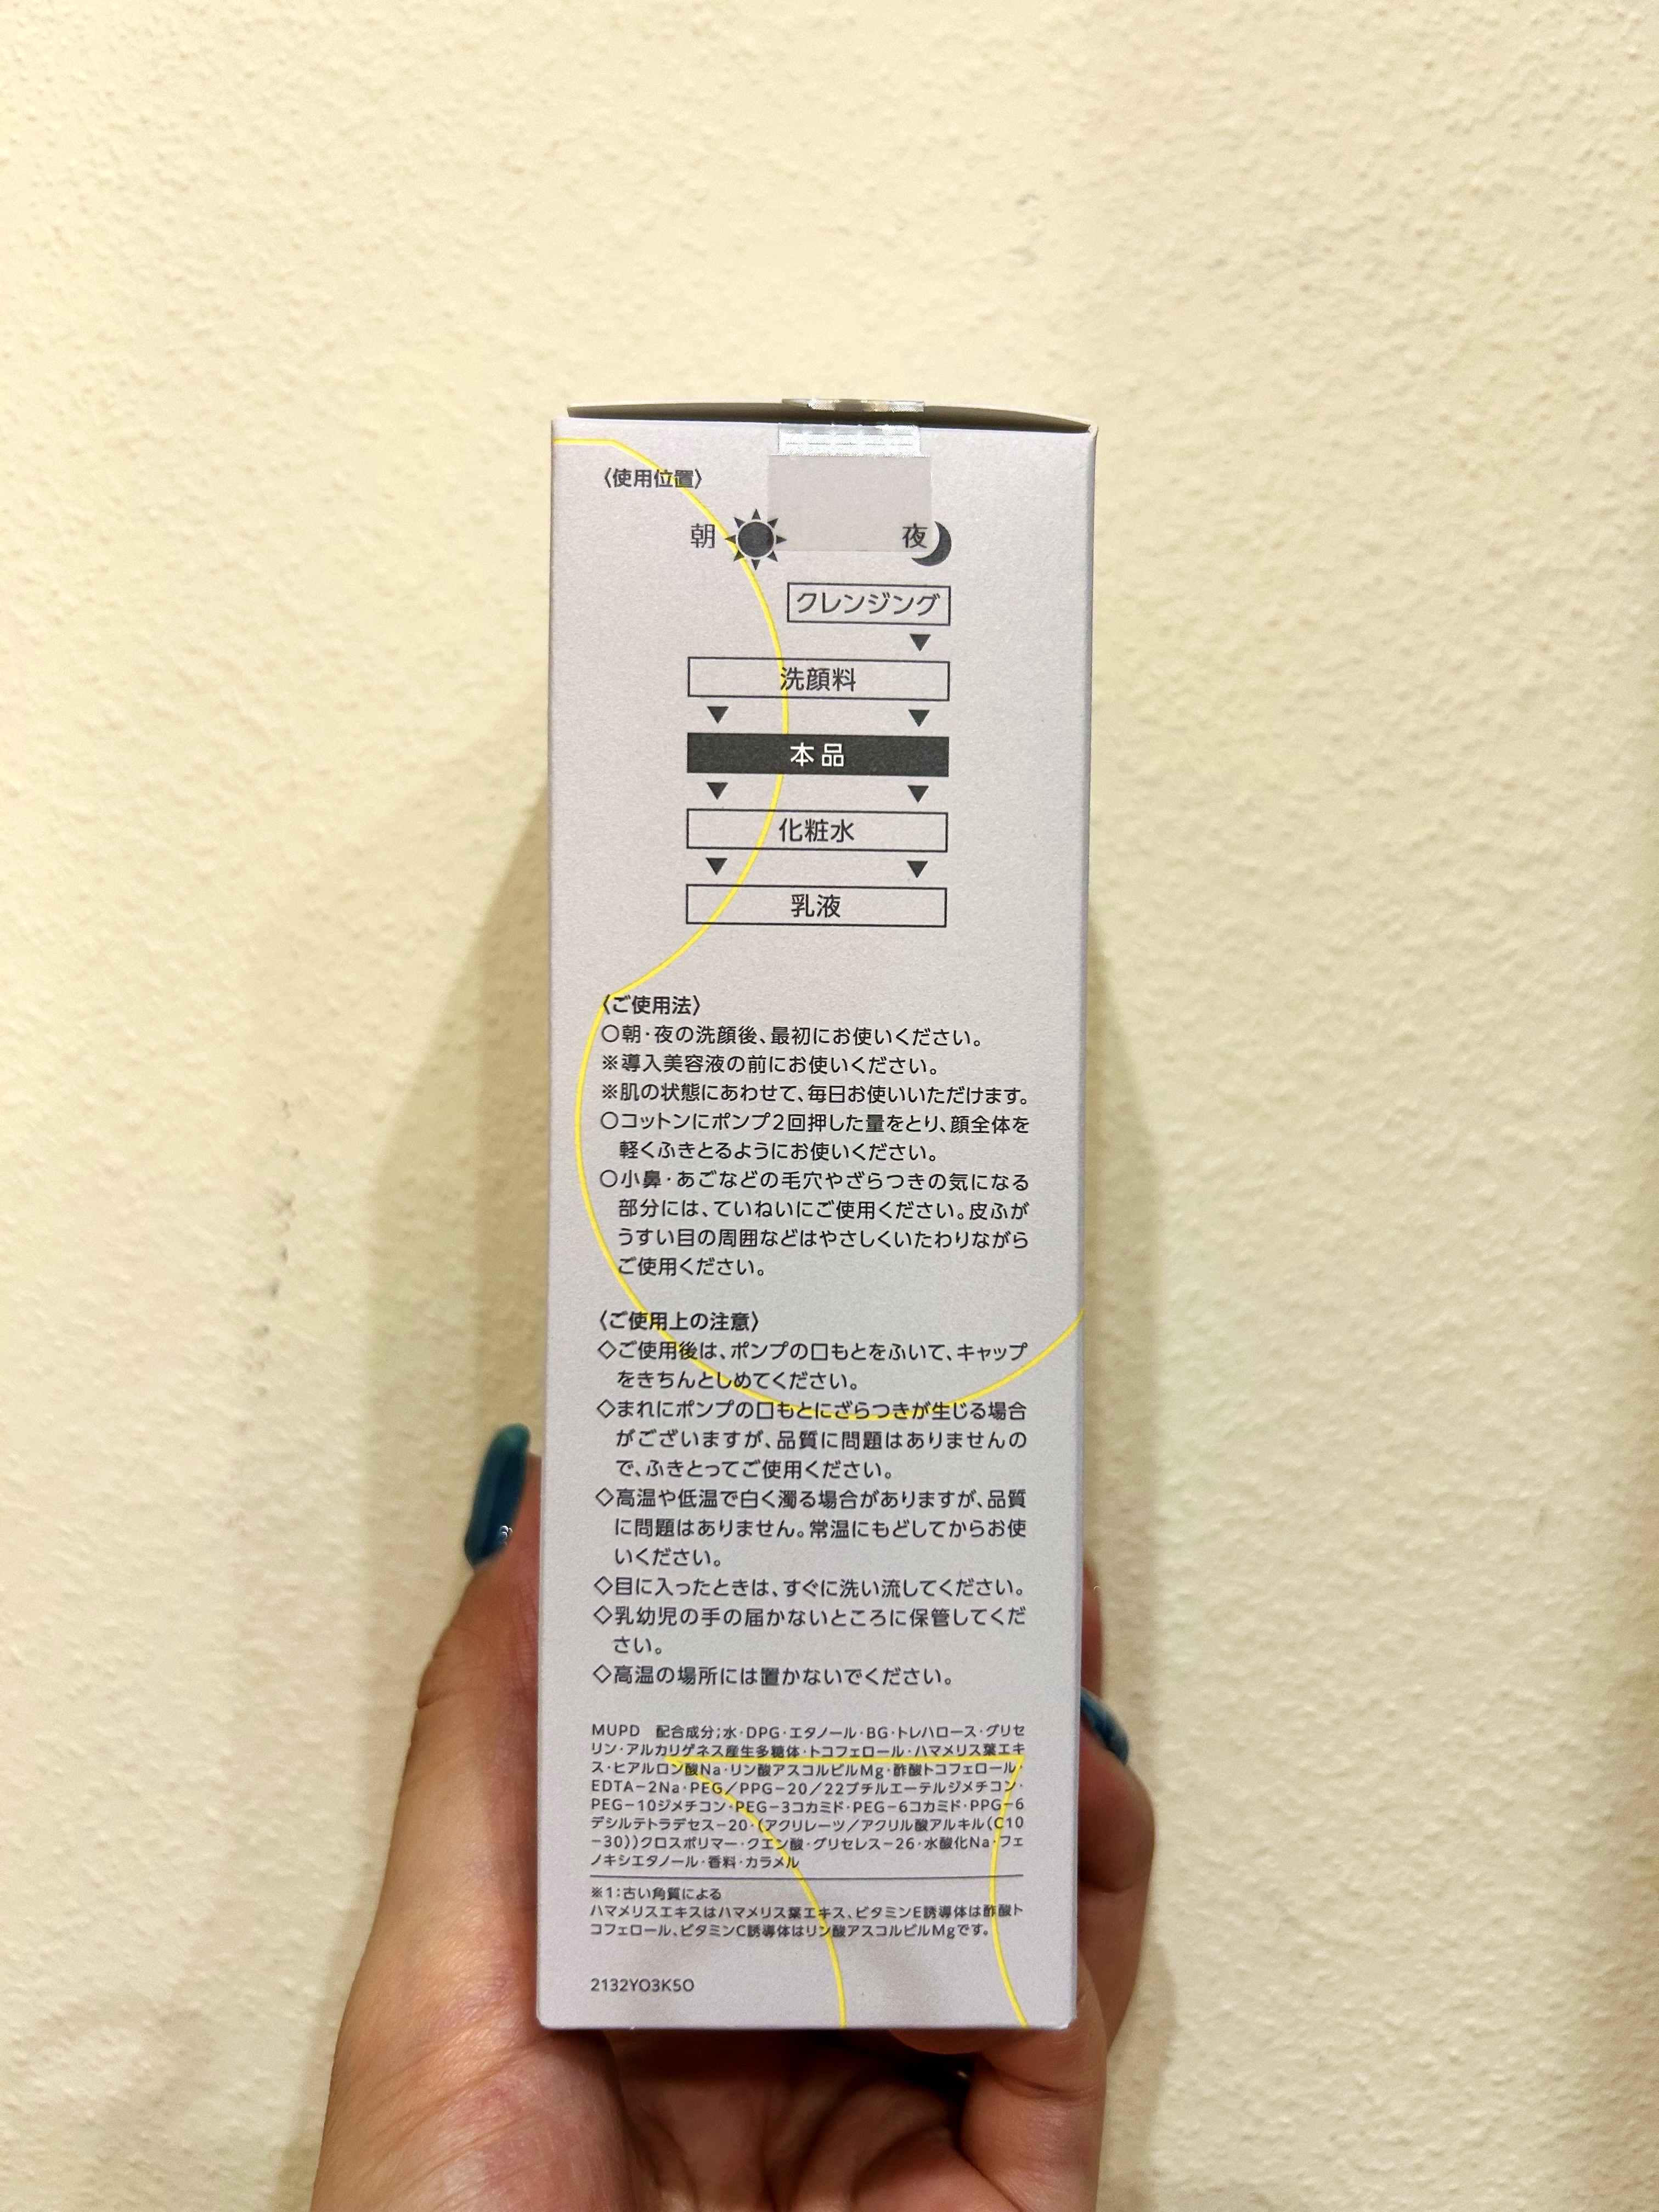 〈使用位置〉
朝 夜
クレンジング
洗顔料
本品
化粧水
乳液
〈ご使用法〉
○朝・夜の洗顔後、最初にお使いください。
※導入美容液の前にお使いください。
※肌の状態にあわせて、毎日お使いいただけます。
○コットンにポンプ2回押した量をとり、顔全体を
軽くふきとるようにお使いください。
○小鼻・あごなどの毛穴やざらつきの気になる
部分には、ていねいにご使用ください。皮ふが
うすい目の周囲などはやさしくいたわりながら
ご使用ください。
〈ご使用上の注意〉
◇ご使用後は、ポンプの口もとをふいて、キャップ
をきちんとしめてください。
◇まれにポンプの口もとにざらつきが生じる場合
がございますが、品質に問題はありませんの
で、ふきとってご使用ください。
◇高温や低温で白く濁る場合がありますが、品質
に問題はありません。常温にもどしてからお使
いください。
◇目に入ったときは、すぐに洗い流してください。
◇乳幼児の手の届かないところに保管してくだ
さい。
◇高温の場所には置かないでください。
MUPD 配合成分;水・DPG・エタノール・BG・トレハロース・グリセ
リン・アルカリゲネス産生多糖体・トコフェロール・ハマメリス葉エキ
ス・ヒアルロン酸Na・リン酸アスコルビルMg・酢酸トコフェロール・
EDTA−2Na・PEG/PPG−20/22ブチルエーテルジメチコン・
PEG−10ジメチコン・PEG−3コカミド・PEG−6コカミド・PPG−6
デシルテトラデセス−20・(アクリレーツ/アクリル酸アルキル(C10
−30))クロスポリマー・クエン酸・グリセレス−26・水酸化Na・フェ
ノキシエタノール・香料・カラメル
※1:古い角質による
ハマメリスエキスはハマメリス葉エキス、ビタミンE誘導体は酢酸ト
コフェロール、ビタミンC誘導体はリン酸アスコルビルMgです。
2132YO3K5O